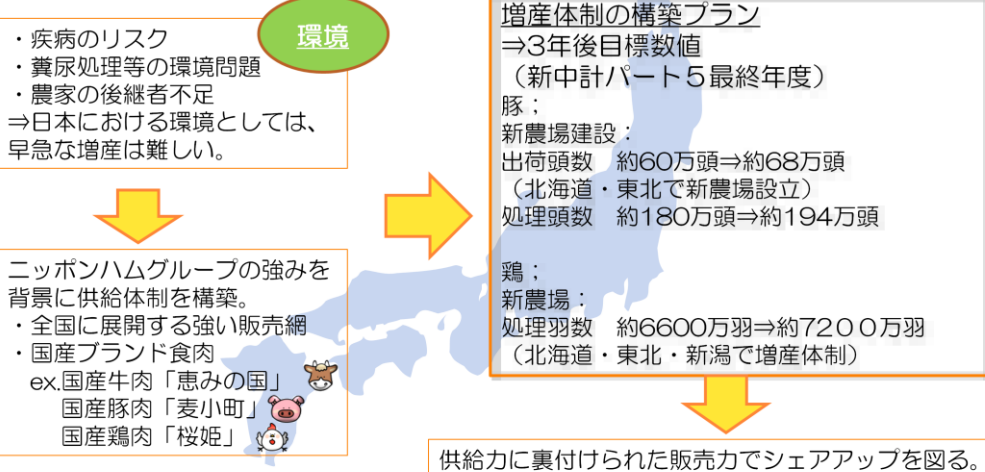 環境
・疾病のリスク
・糞尿処理等の環境問題
・農家の後継者不足
⇒日本における環境としては、
早急な増産は難しい。
ニッポンハムグループの強みを
背景に供給体制を構築。
・全国に展開する強い販売網
・国産ブランド食肉
ex.国産牛肉「恵みの国」
国産豚肉「麦小町」
国産鶏肉「桜姫」
増産体制の構築プラン
⇒3年後目標数値
（新中計パート５最終年度）
豚；
新農場建設：
出荷頭数　約60万頭⇒約68万頭
（北海道・東北で新農場設立）
処理頭数　約180万頭⇒約194万頭
鶏；
新農場：
処理羽数　約6600万羽⇒約7２００万羽
（北海道・東北・新潟で増産体制）
供給力に裏付けられた販売力でシェアアップを図る。